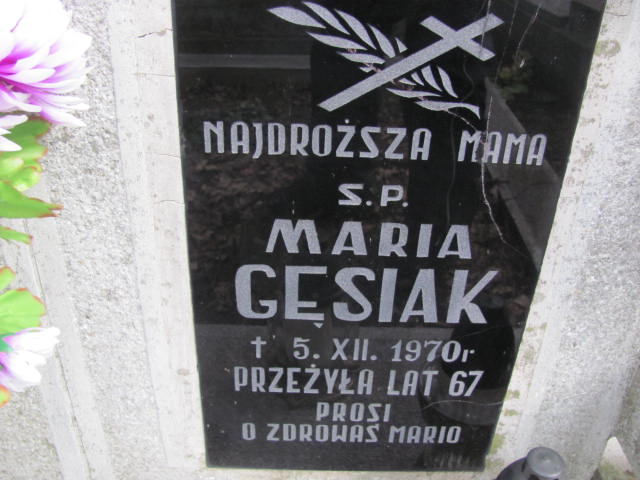 NAJDROŻSZA MAMA
S.P.
MARIA
GĘSIAK
† 5. XII. 1970r
PRZEŻYŁA LAT 67
PROSI
O ZDROWAŚ MARIO